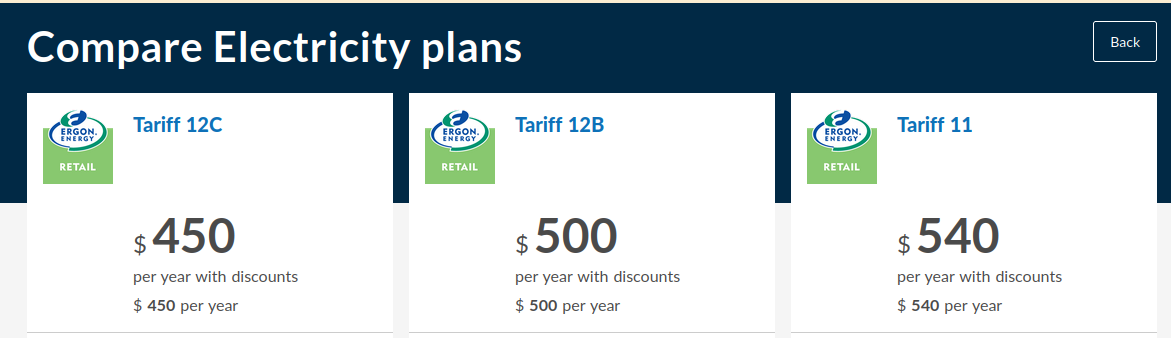 Compare Electricity plans
Back
ERGON.
ENERGY
RETAIL
Tariff 12C
$ 450
per year with discounts
$ 450 per year
ERGON.
ENERGY
RETAIL
Tariff 12B
$ 500
per year with discounts
$ 500 per year
ERGON.
ENERGY
RETAIL
Tariff 11
$ 540
per year with discounts
$ 540 per year